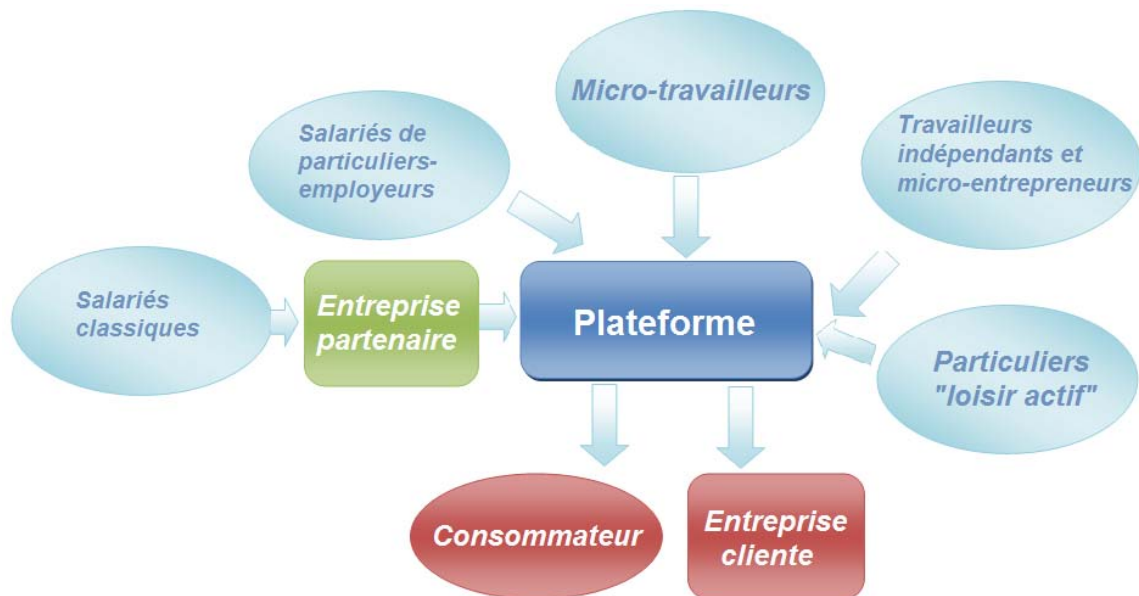 Micro-travailleurs
Salariés de
particuliers-
employeurs
Travailleurs
indépendants et
micro-entrepreneurs
Salariés
classiques
Entreprise
partenaire
Plateforme
Particuliers
"loisir actif"
Consommateur
Entreprise
cliente